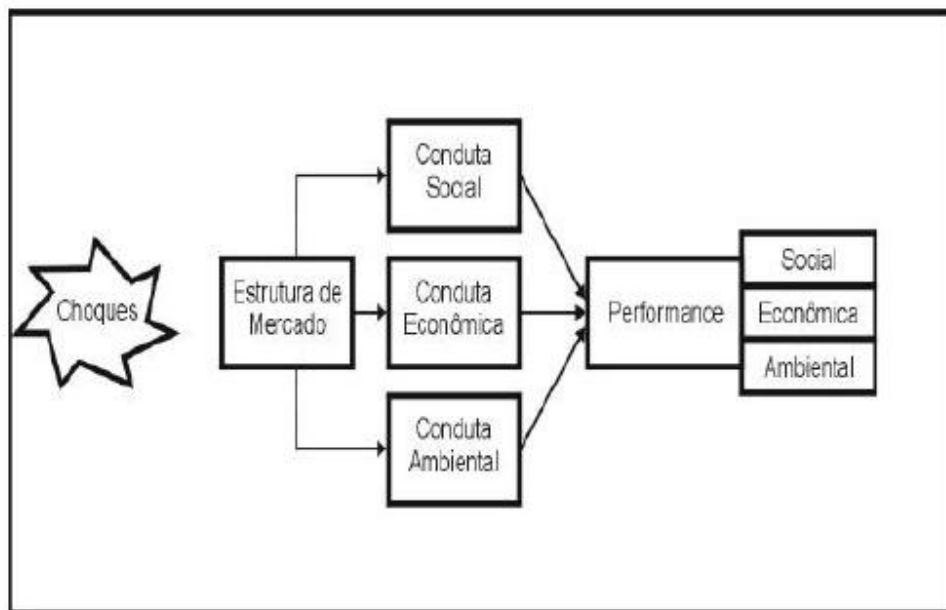 Choques
Estrutura de
Mercado
Conduta
Social
Conduta
Econômica
Conduta
Ambiental
Performance
Social
Econômica
Ambiental